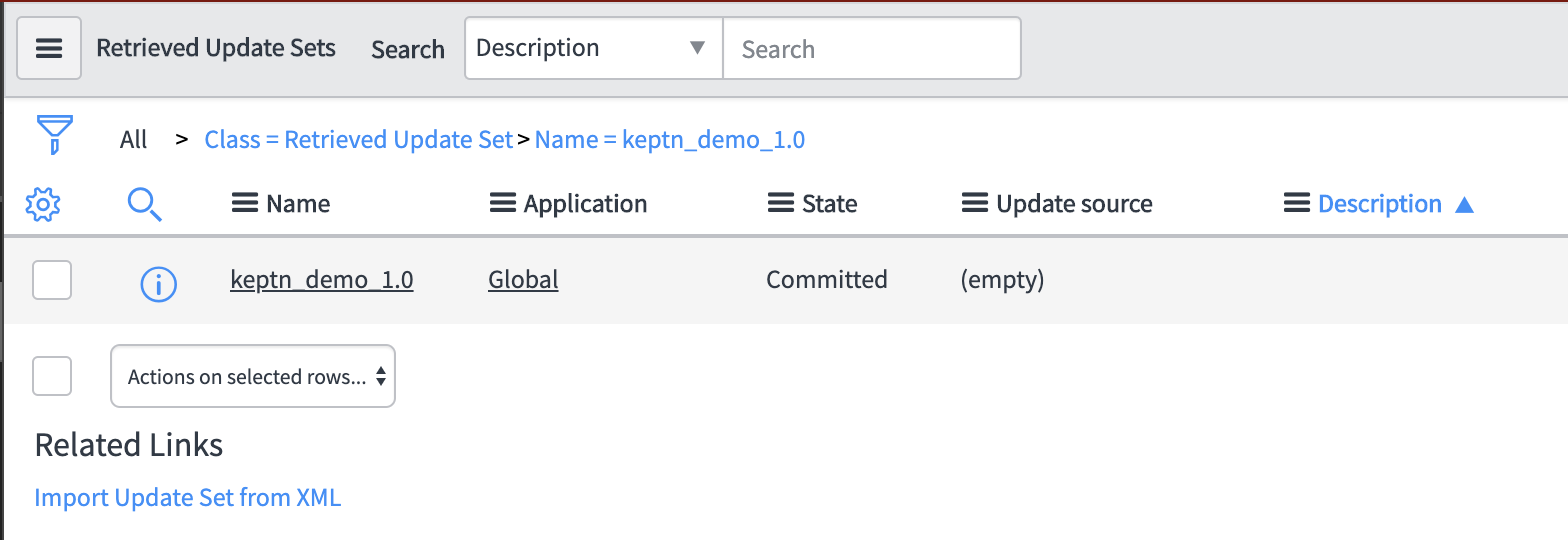 Retrieved Update Sets Search Description Search
All > Class = Retrieved Update Set > Name = keptn_demo_1.0
Name Application State Update source Description
keptn_demo_1.0 Global Committed (empty)
Actions on selected rows...
Related Links
Import Update Set from XML